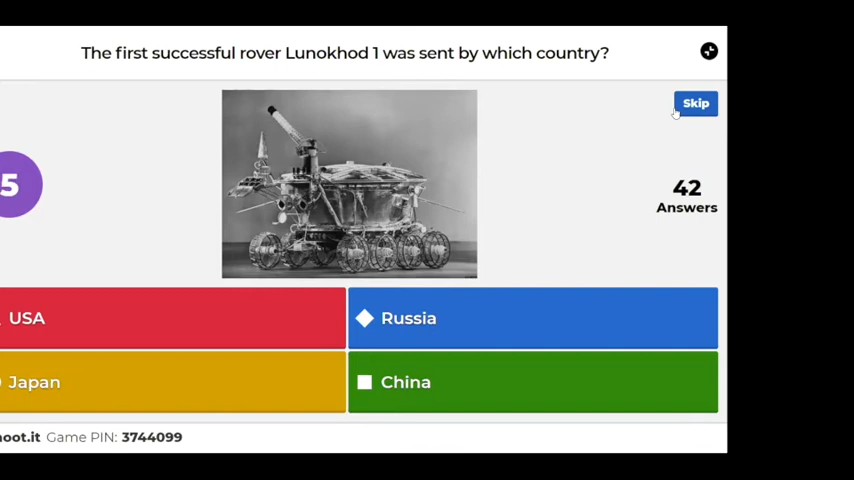 The first successful rover Lunokhod 1 was sent by which country?
Skip
5
42
Answers
USA
Russia
Japan
China
oot.it Game PIN: 3744099